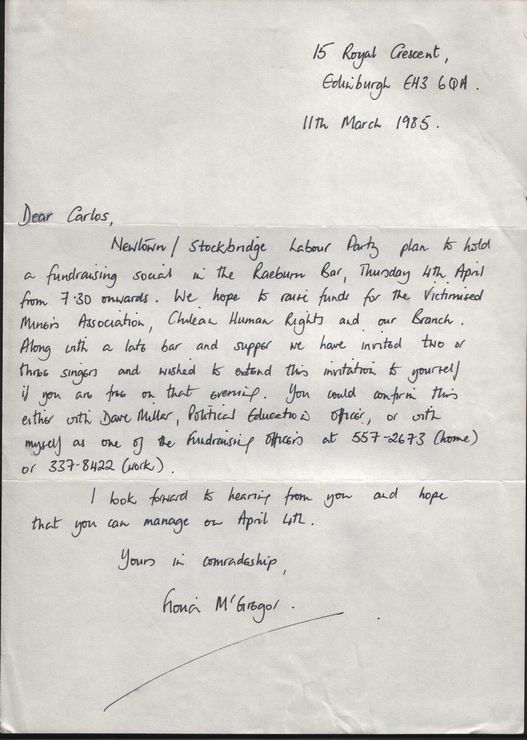 15 Royal Crescent,
Edinburgh EH3 6QA.
11th March 1985.
Dear Carlos,
Newtown/Stockbridge Labour Party plan to hold
a fundraising social in the Raeburn Bar, Thursday 4th April
from 7.30 onwards. We hope to raise funds for the Victimised
Miners Association, Chilean Human Rights and our Branch.
Along with a late bar and supper we have invited two or
three singers and wished to extend this invitation to yourself
if you are free on that evening. You could confirm this
either with Dave Millar, Political Education officer, or with
myself as one of the Fundraising officers at 557-2673 (home)
or 337-8422 (work).
I look forward to hearing from you and hope
that you can manage on April 4th.
Yours in comradeship,
Fiona McGregor.